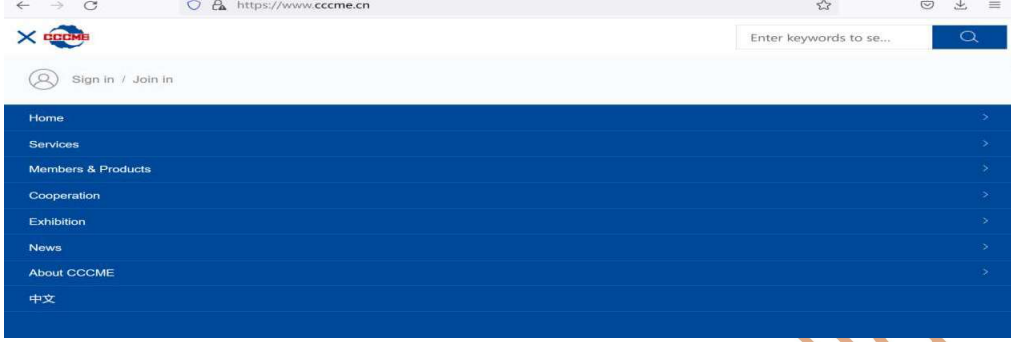 https://www.cccme.cn
CCCME
Enter keywords to se...
Sign in / Join in
Home
Services
Members & Products
Cooperation
Exhibition
News
About CCCME
中文